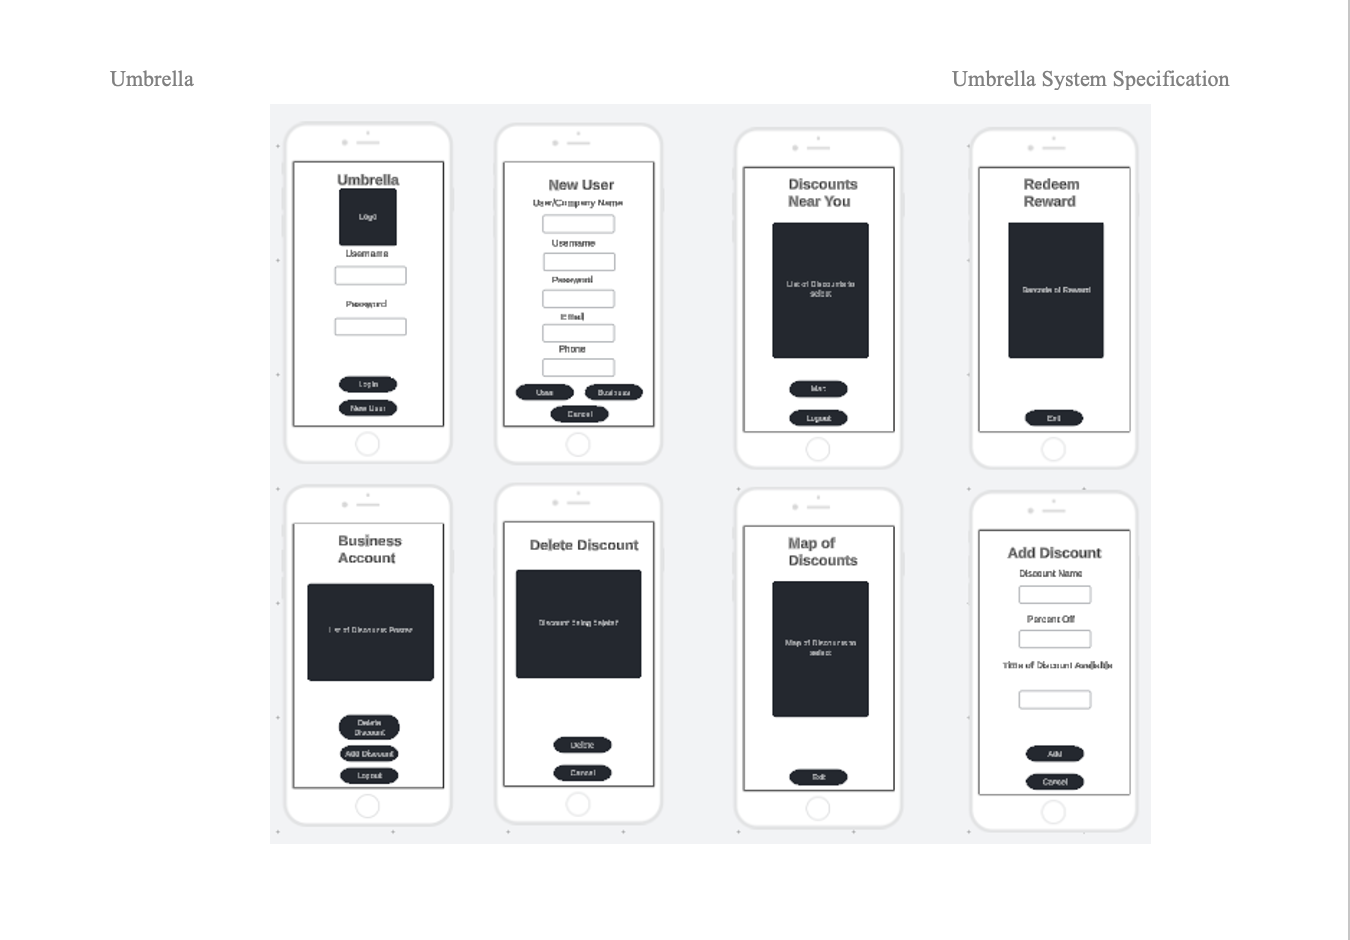 Umbrella
Umbrella System Specification
Umbrella
Logo
Username
Password
Login
New User
New User
User/Company Name
Username
Password
Email
Phone
User
Business
Cancel
Discounts
Near You
List of Discounts to
select
Map
Logout
Redeem
Reward
Barcode of Reward
Exit
Business
Account
List of Discounts Posted
Delete
Discount
Add Discount
Logout
Delete Discount
Discount being Deleted
Delete
Cancel
Map of
Discounts
Map of Discounts to
select
Exit
Add Discount
Discount Name
Percent Off
Time of Discount Available
Add
Cancel